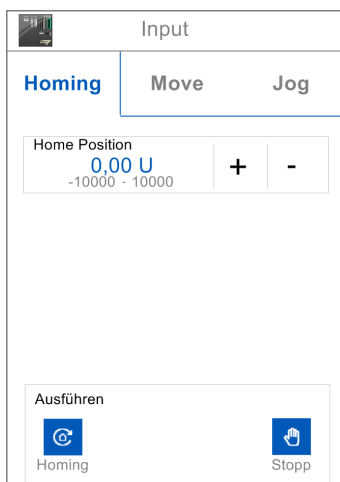 Input
Homing Move Jog
Home Position
0,00 U + -
-10000 - 10000
Ausführen
Homing Stopp